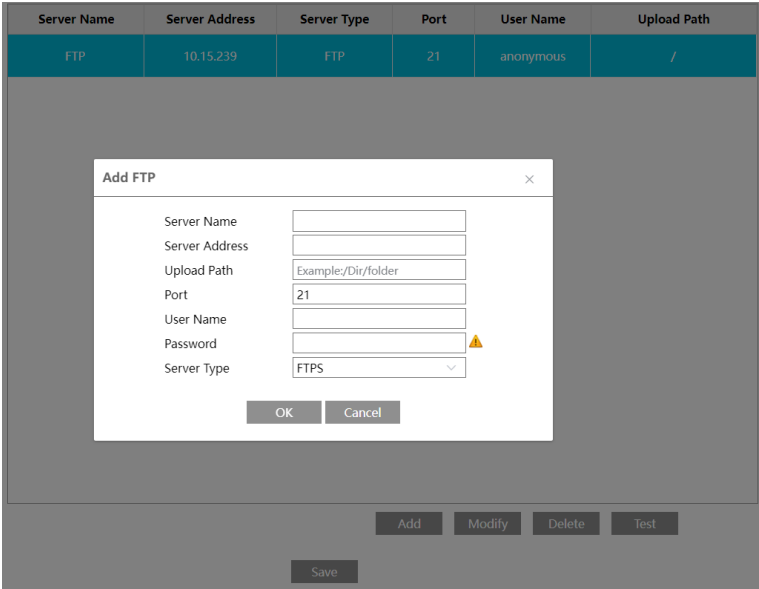 Server Name Server Address Server Type Port User Name Upload Path
FTP 10.15.239 FTP 21 anonymous /
Add FTP
Server Name
Server Address
Upload Path Example:/Dir/folder
Port 21
User Name
Password
Server Type FTPS
OK Cancel
Add Modify Delete Test
Save